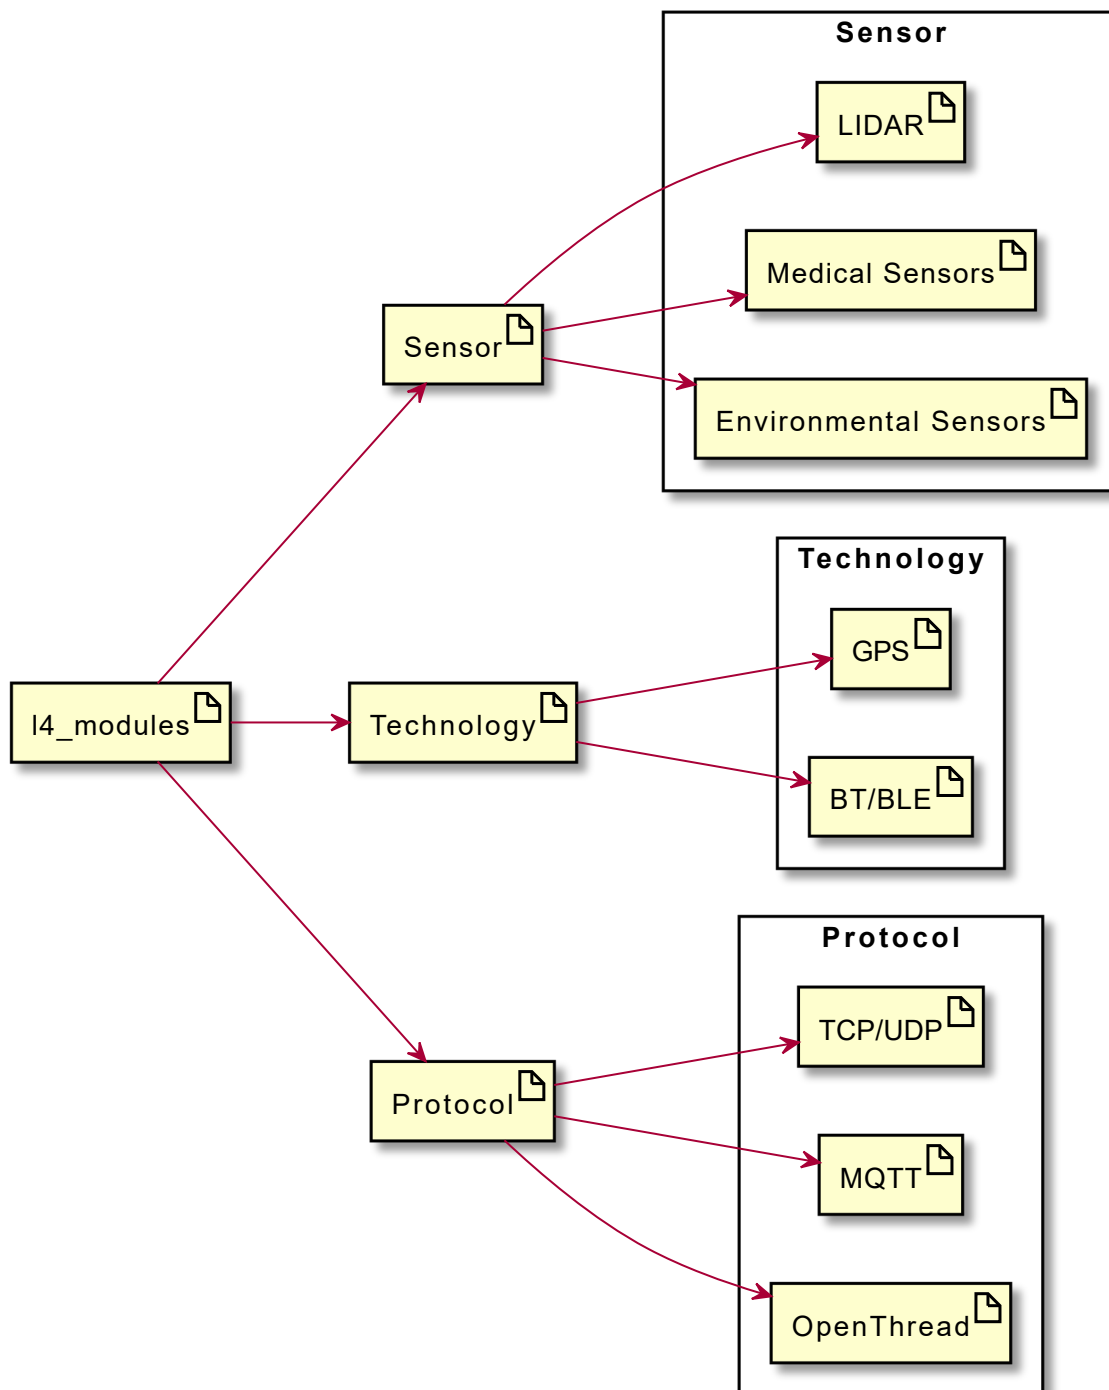 Sensor
LIDAR
Medical Sensors
Sensor
Environmental Sensors
Technology
GPS
l4_modules
Technology
BT/BLE
Protocol
TCP/UDP
Protocol
MQTT
OpenThread